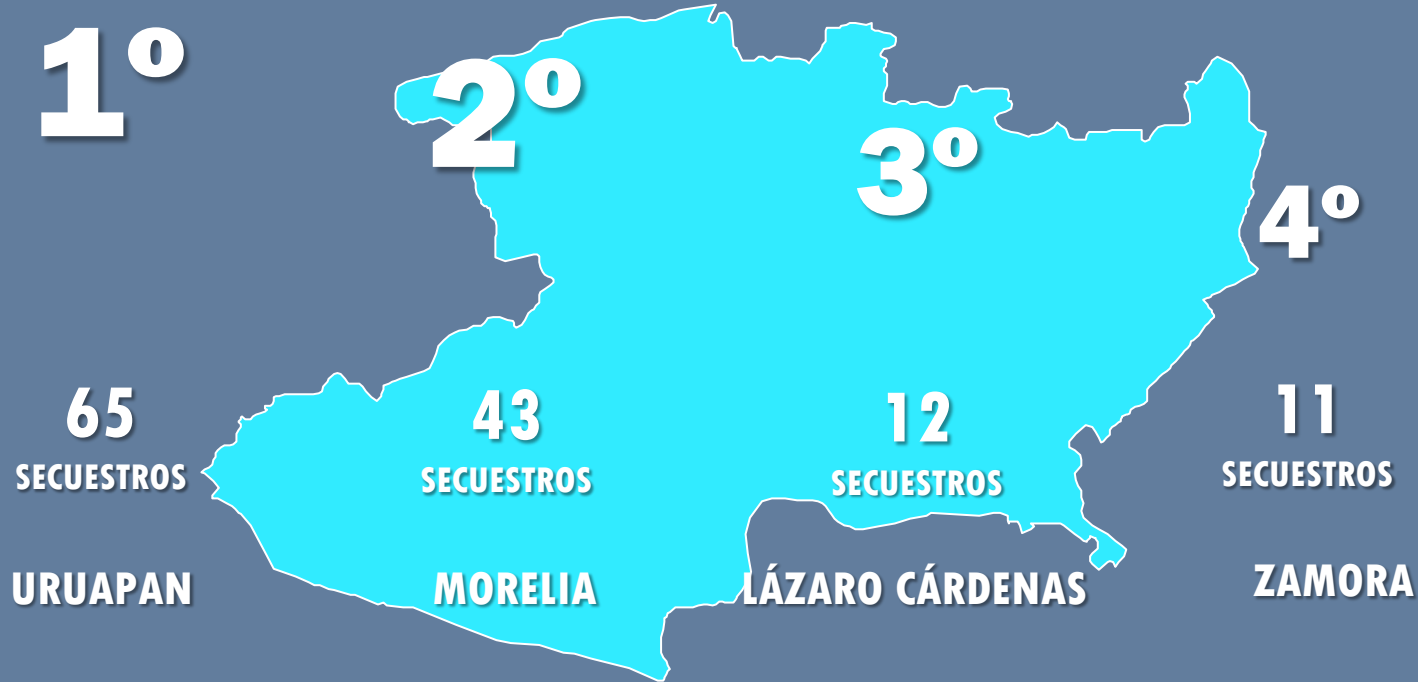 1º
65
SECUESTROS
URUAPAN
2º
43
SECUESTROS
MORELIA
3º
12
SECUESTROS
LÁZARO CÁRDENAS
4º
11
SECUESTROS
ZAMORA